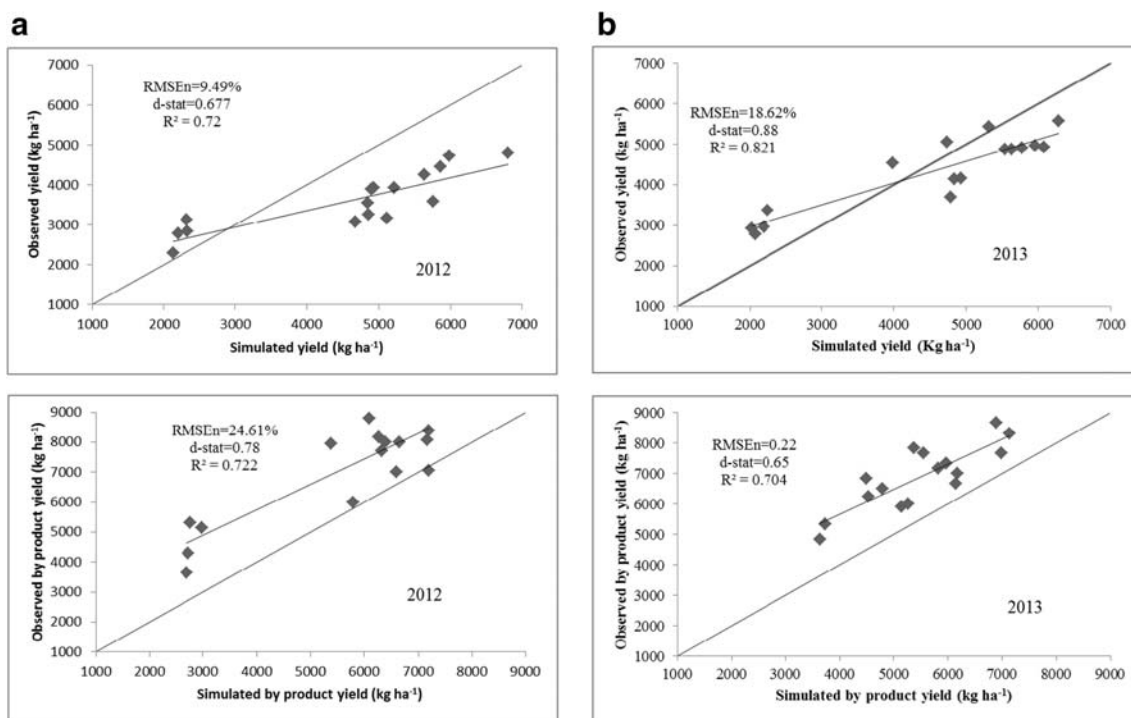 a
b
RMSEn=9.49%
d-stat=0.677
R² = 0.72
7000
6000
5000
4000
3000
2000
1000
Observed yield (kg ha⁻¹)
2012
1000 2000 3000 4000 5000 6000 7000
Simulated yield (kg ha⁻¹)
RMSEn=18.62%
d-stat=0.88
R² = 0.821
7000
6000
5000
4000
3000
2000
1000
Observed yield (kg ha⁻¹)
2013
1000 2000 3000 4000 5000 6000 7000
Simulated yield (Kg ha⁻¹)
RMSEn=24.61%
d-stat=0.78
R² = 0.722
9000
8000
7000
6000
5000
4000
3000
2000
1000
Observed by product yield (kg ha⁻¹)
2012
1000 2000 3000 4000 5000 6000 7000 8000 9000
Simulated by product yield (kg ha⁻¹)
RMSEn=0.22
d-stat=0.65
R² = 0.704
9000
8000
7000
6000
5000
4000
3000
2000
1000
Observed by product yield (kg ha⁻¹)
2013
1000 2000 3000 4000 5000 6000 7000 8000 9000
Simulated by product yield (kg ha⁻¹)